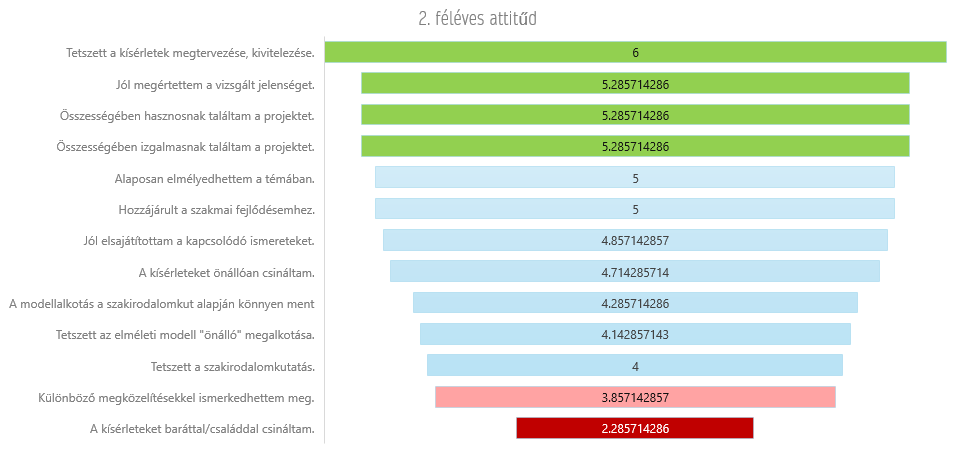 2. féléves attitűd
Tetszett a kísérletek megtervezése, kivitelezése. 6
Jól megértettem a vizsgált jelenséget. 5.285714286
Összességében hasznosnak találtam a projektet. 5.285714286
Összességében izgalmasnak találtam a projektet. 5.285714286
Alaposan elmélyedhettem a témában. 5
Hozzájárult a szakmai fejlődésemhez. 5
Jól elsajátítottam a kapcsolódó ismereteket. 4.857142857
A kísérleteket önállóan csináltam. 4.714285714
A modellalkotás a szakirodalomkut alapján könnyen ment 4.285714286
Tetszett az elméleti modell "önálló" megalkotása. 4.142857143
Tetszett a szakirodalomkutatás. 4
Különböző megközelítésekkel ismerkedhettem meg. 3.857142857
A kísérleteket baráttal/családdal csináltam. 2.285714286